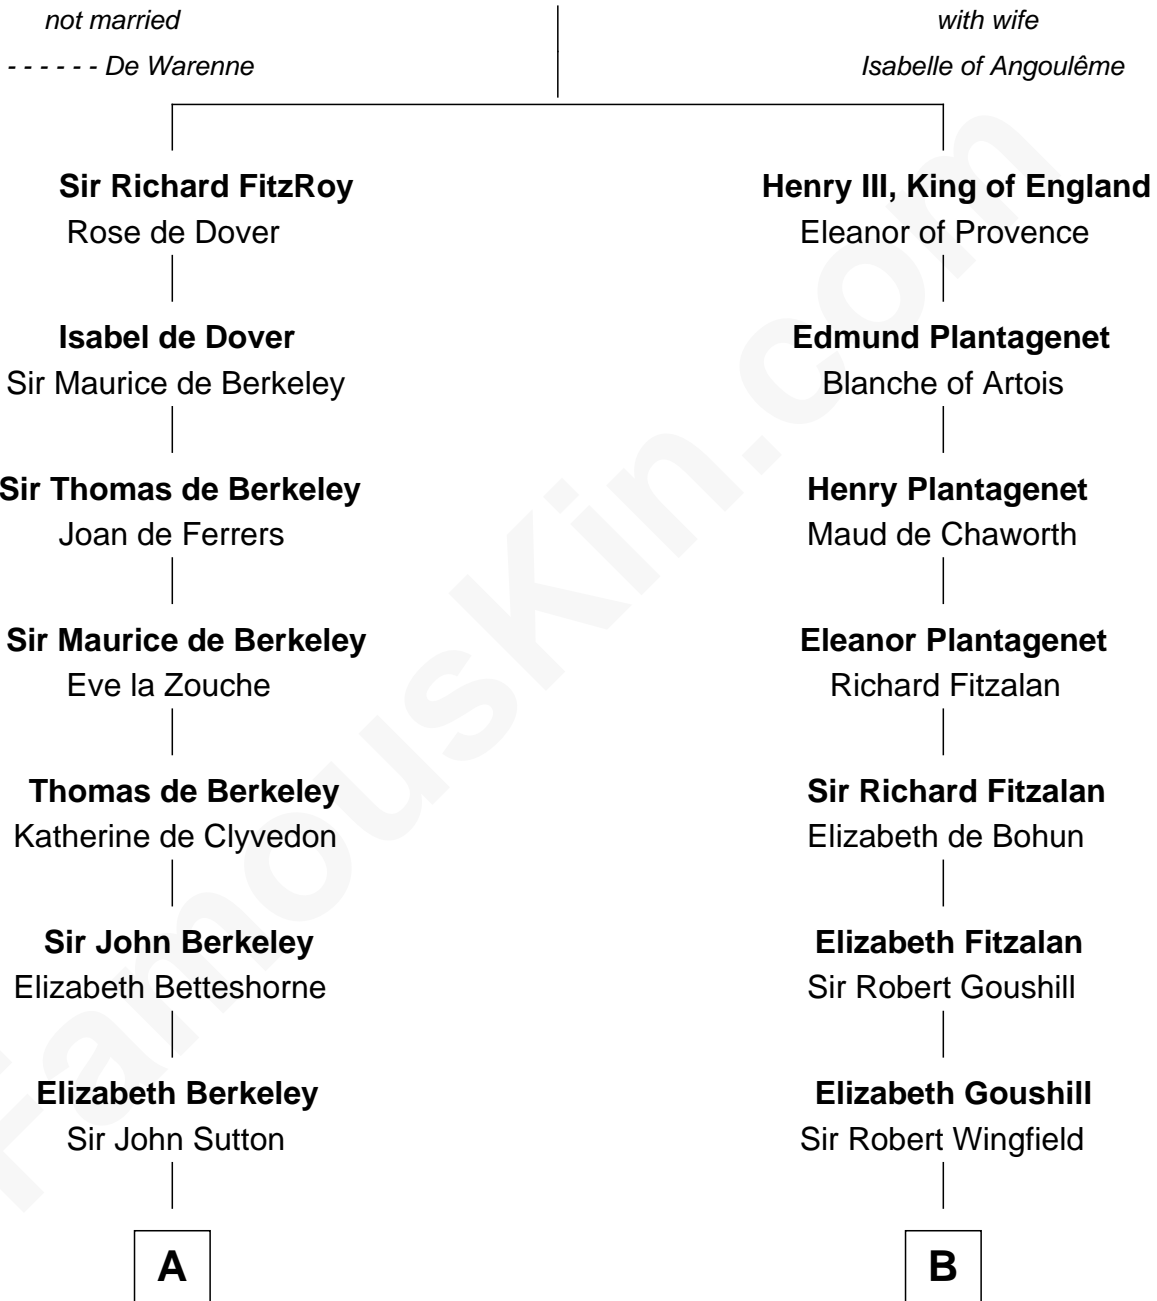 not married
- - - - - - De Warenne
with wife
Isabelle of Angoulême
Sir Richard FitzRoy
Rose de Dover
Henry III, King of England
Eleanor of Provence
Isabel de Dover
Sir Maurice de Berkeley
Edmund Plantagenet
Blanche of Artois
Sir Thomas de Berkeley
Joan de Ferrers
Henry Plantagenet
Maud de Chaworth
Sir Maurice de Berkeley
Eve la Zouche
Eleanor Plantagenet
Richard Fitzalan
Thomas de Berkeley
Katherine de Clyvedon
Sir Richard Fitzalan
Elizabeth de Bohun
Sir John Berkeley
Elizabeth Betteshorne
Elizabeth Fitzalan
Sir Robert Goushill
Elizabeth Berkeley
Sir John Sutton
Elizabeth Goushill
Sir Robert Wingfield
A
B
FamousKin.com